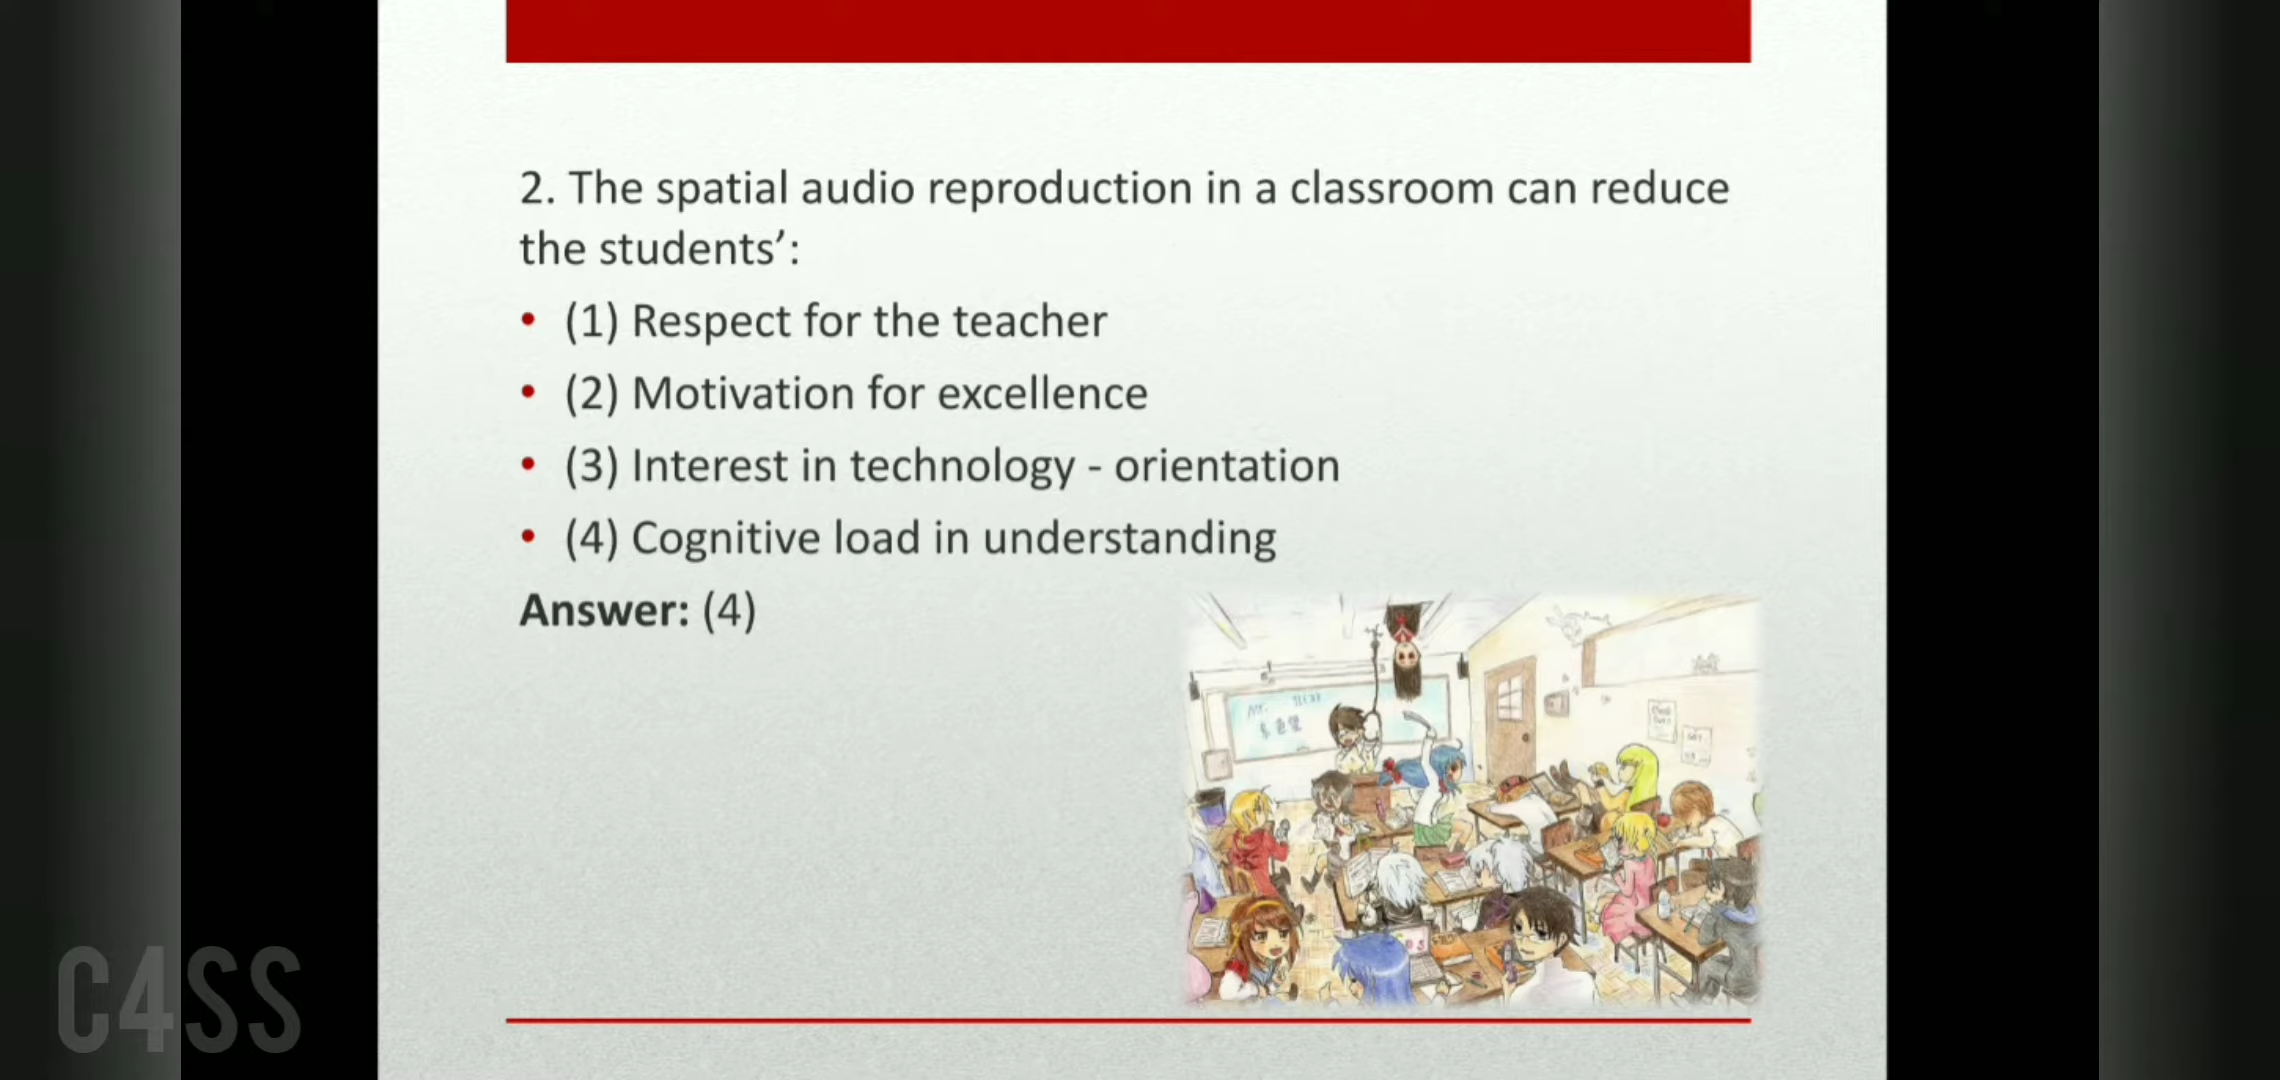 2. The spatial audio reproduction in a classroom can reduce
the students’:
• (1) Respect for the teacher
• (2) Motivation for excellence
• (3) Interest in technology - orientation
• (4) Cognitive load in understanding
Answer: (4)
C4SS